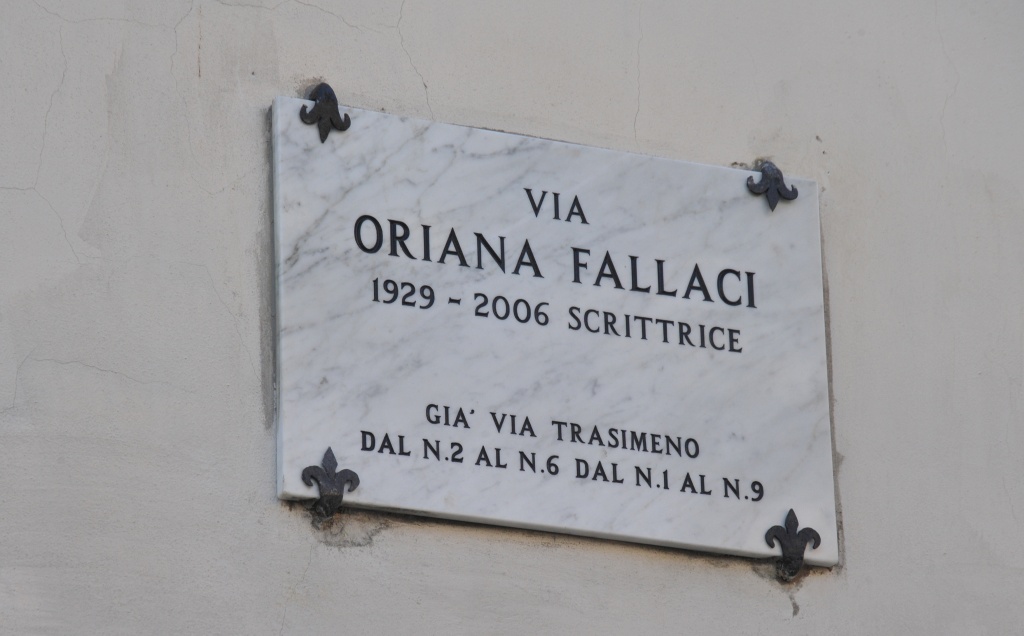 VIA
ORIANA FALLACI
1929 - 2006 SCRITTRICE
GIA' VIA TRASIMENO
DAL N.2 AL N.6 DAL N.1 AL N.9